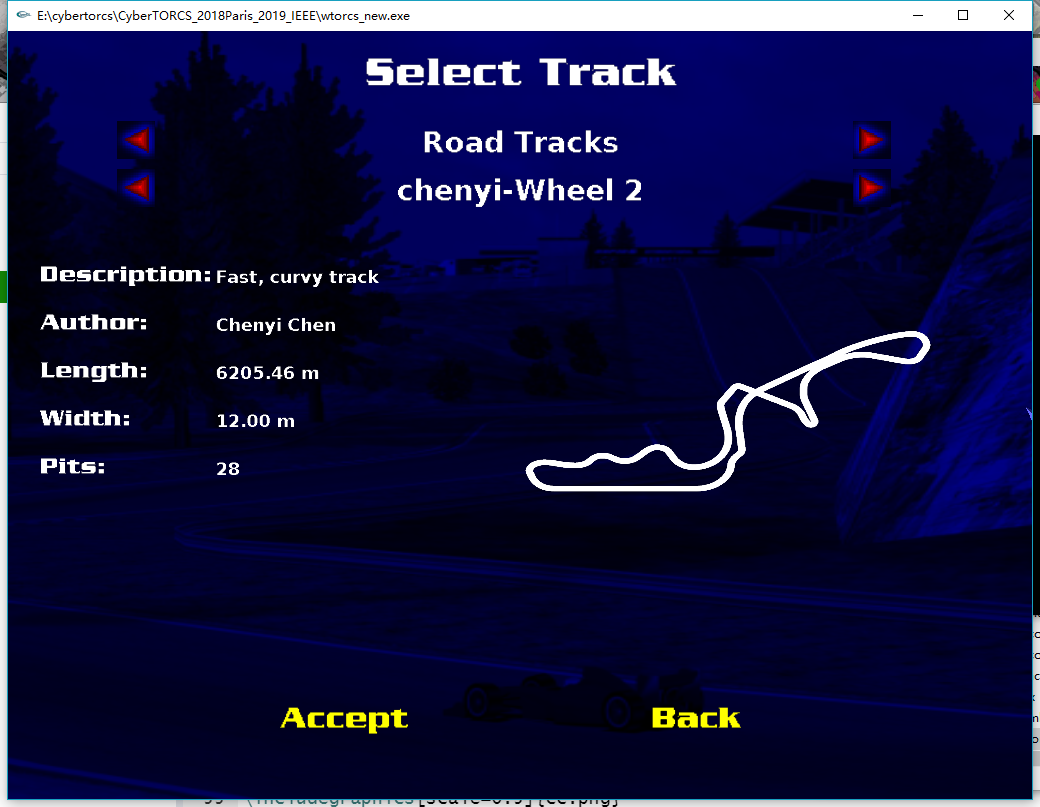 E:\cybertorcs\CyberTORCS_2018Paris_2019_IEEE\wtorcs_new.exe
Select Track
Road Tracks
chenyi-Wheel 2
Description: Fast, curvy track
Author: Chenyi Chen
Length: 6205.46 m
Width: 12.00 m
Pits: 28
Accept Back